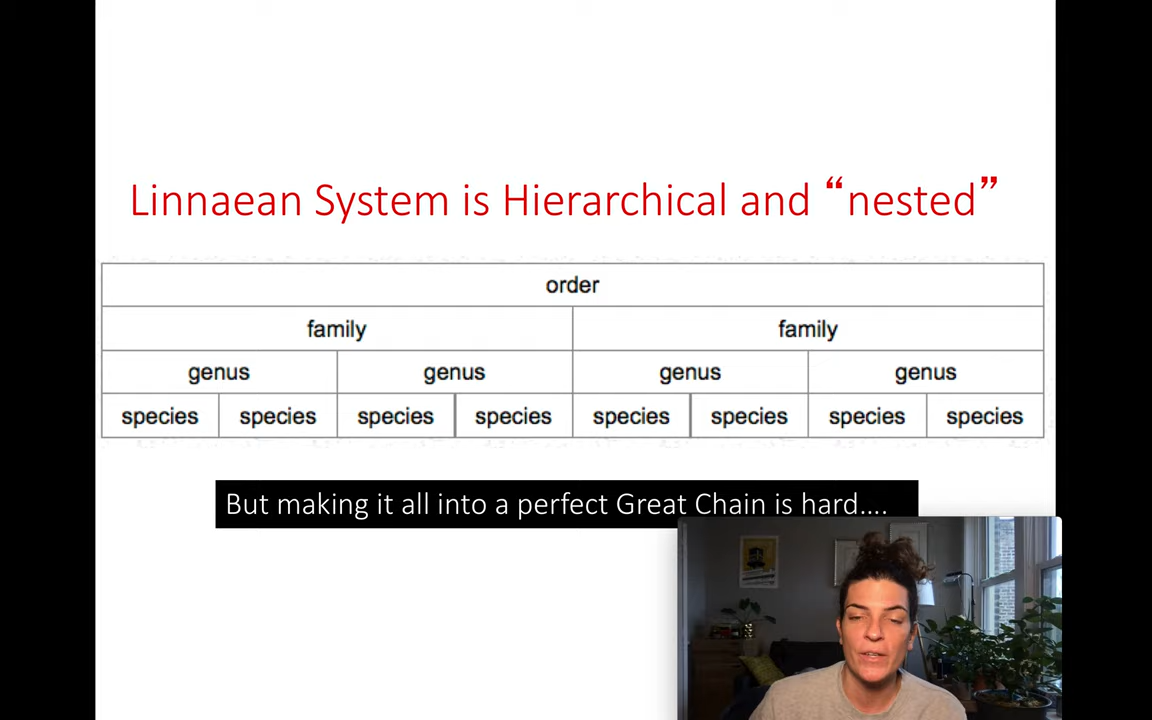 Linnaean System is Hierarchical and “nested”
order
family family
genus genus genus genus
species species species species species species species species
But making it all into a perfect Great Chain is hard….